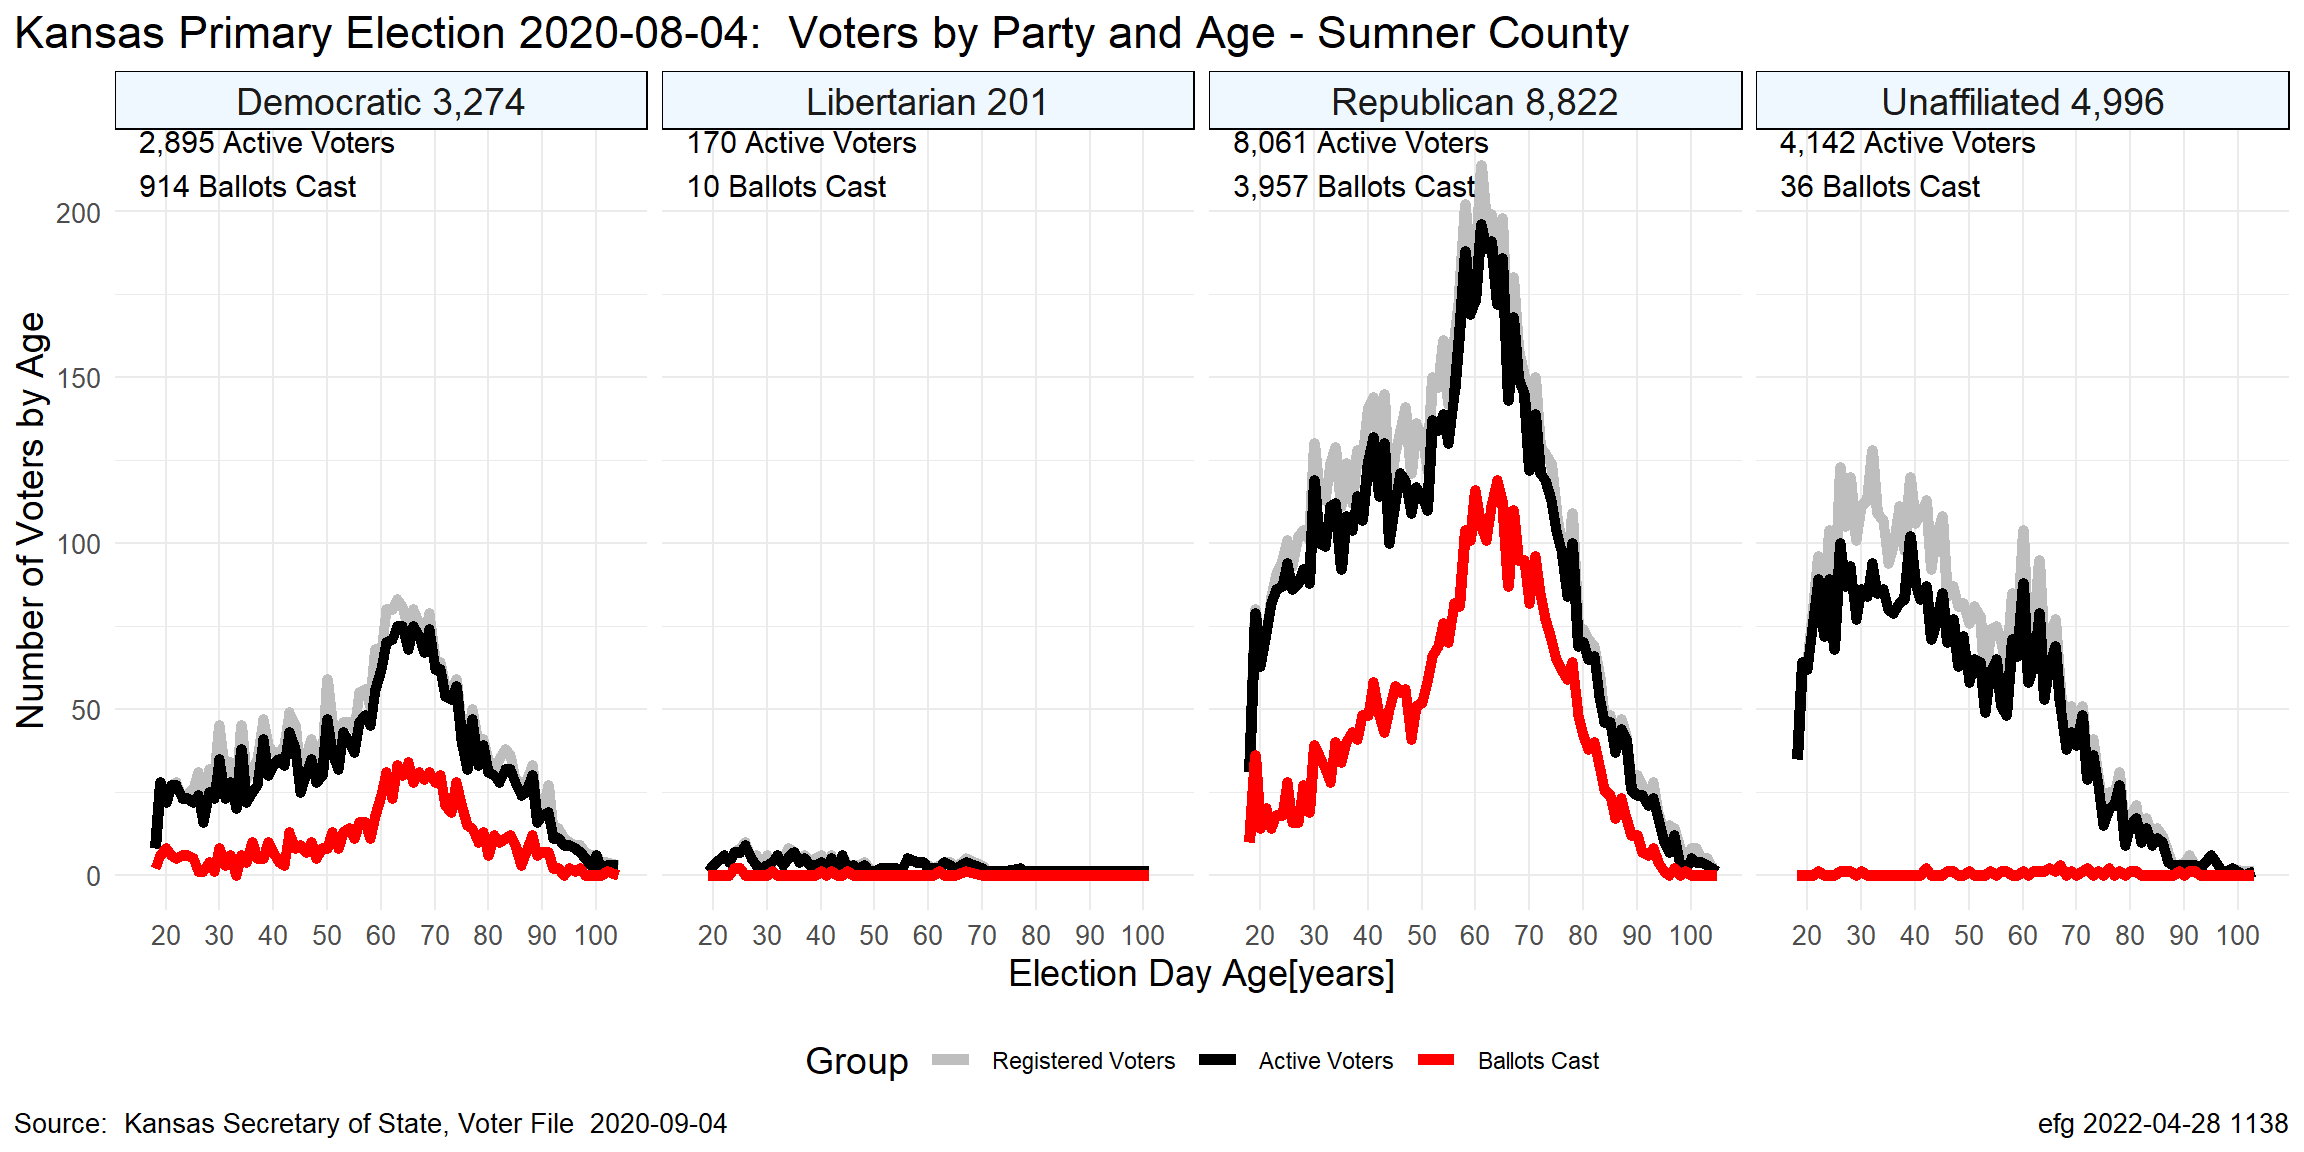 Kansas Primary Election 2020-08-04:  Voters by Party and Age - Sumner County
Democratic 3,274
Libertarian 201
Republican 8,822
Unaffiliated 4,996
2,895 Active Voters
914 Ballots Cast
170 Active Voters
10 Ballots Cast
8,061 Active Voters
3,957 Ballots Cast
4,142 Active Voters
36 Ballots Cast
Number of Voters by Age
200
150
100
50
0
20 30 40 50 60 70 80 90 100
20 30 40 50 60 70 80 90 100
20 30 40 50 60 70 80 90 100
20 30 40 50 60 70 80 90 100
Election Day Age[years]
Group Registered Voters Active Voters Ballots Cast
Source:  Kansas Secretary of State, Voter File  2020-09-04
efg 2022-04-28 1138